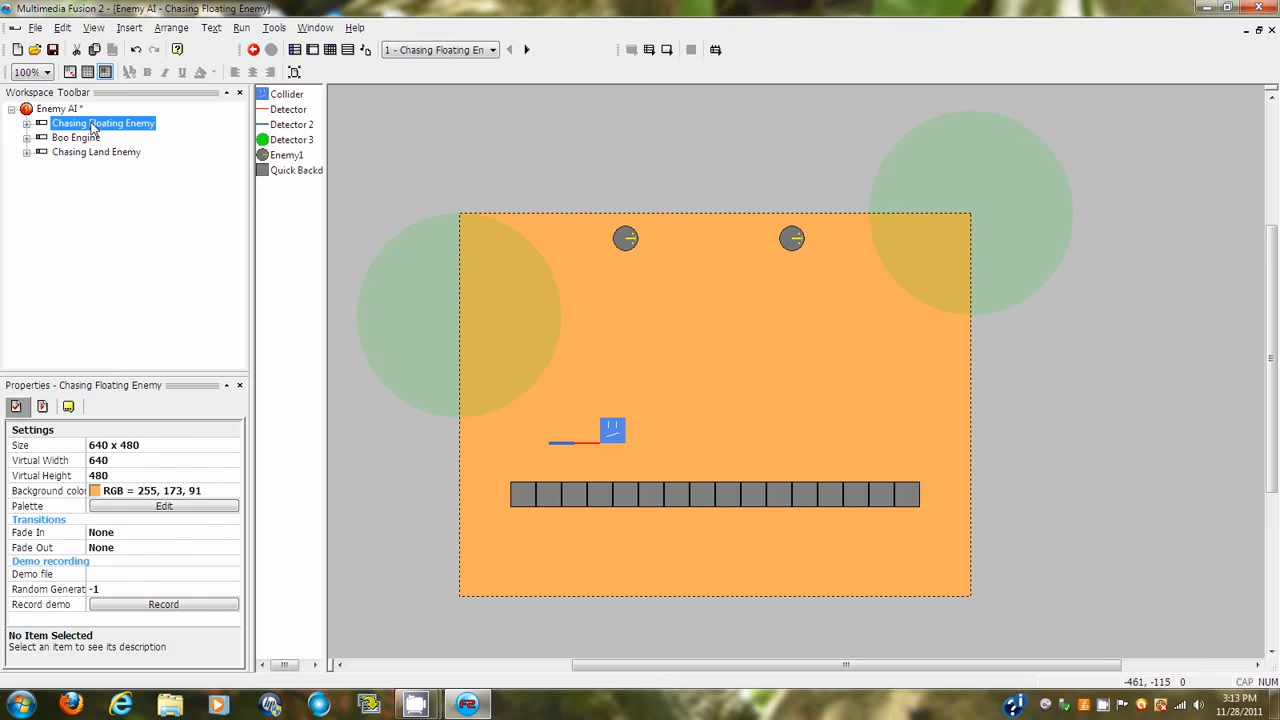 Multimedia Fusion 2 - [Enemy AI - Chasing Floating Enemy]
File Edit View Insert Arrange Text Run Tools Window Help
1 - Chasing Floating En
100% B I U A
Workspace Toolbar
Enemy AI *
Chasing Floating Enemy
Boo Engine
Chasing Land Enemy
Collider
Detector
Detector 2
Detector 3
Enemy1
Quick Backd
Properties - Chasing Floating Enemy
Settings
Size 640 x 480
Virtual Width 640
Virtual Height 480
Background color RGB = 255, 173, 91
Palette Edit
Transitions
Fade In None
Fade Out None
Demo recording
Demo file
Random Generat -1
Record demo Record
No Item Selected
Select an item to see its description
-461, -115 0 CAP NUM
3:13 PM
11/28/2011